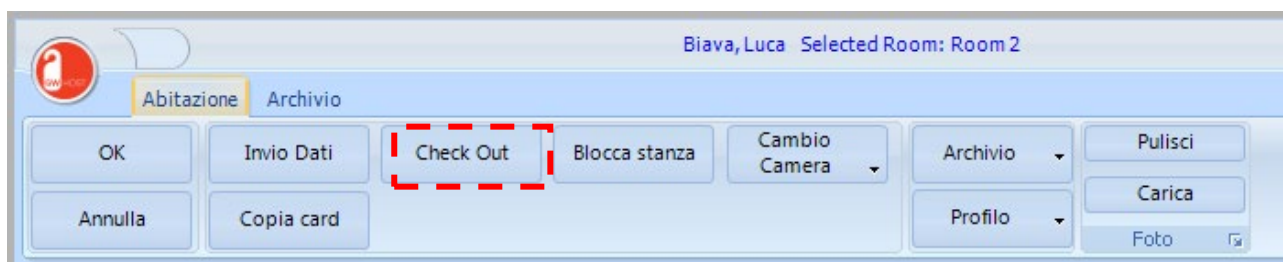 Biava, Luca Selected Room: Room 2
Abitazione Archivio
OK Invio Dati Check Out Blocca stanza Cambio Camera Archivio Pulisci
Annulla Copia card Profilo Carica
Foto